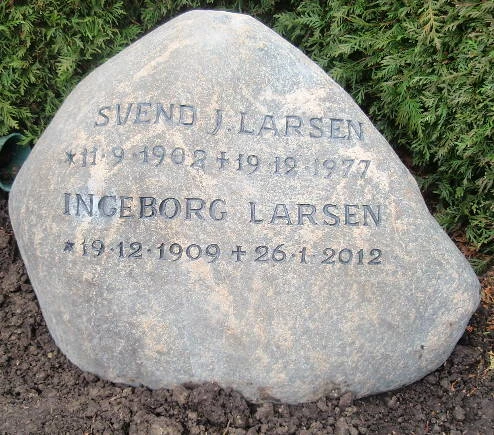 SVEND J. LARSEN
*11·9·1902 +19·12·1977
INGEBORG LARSEN
*19·12·1909 + 26·1·2012